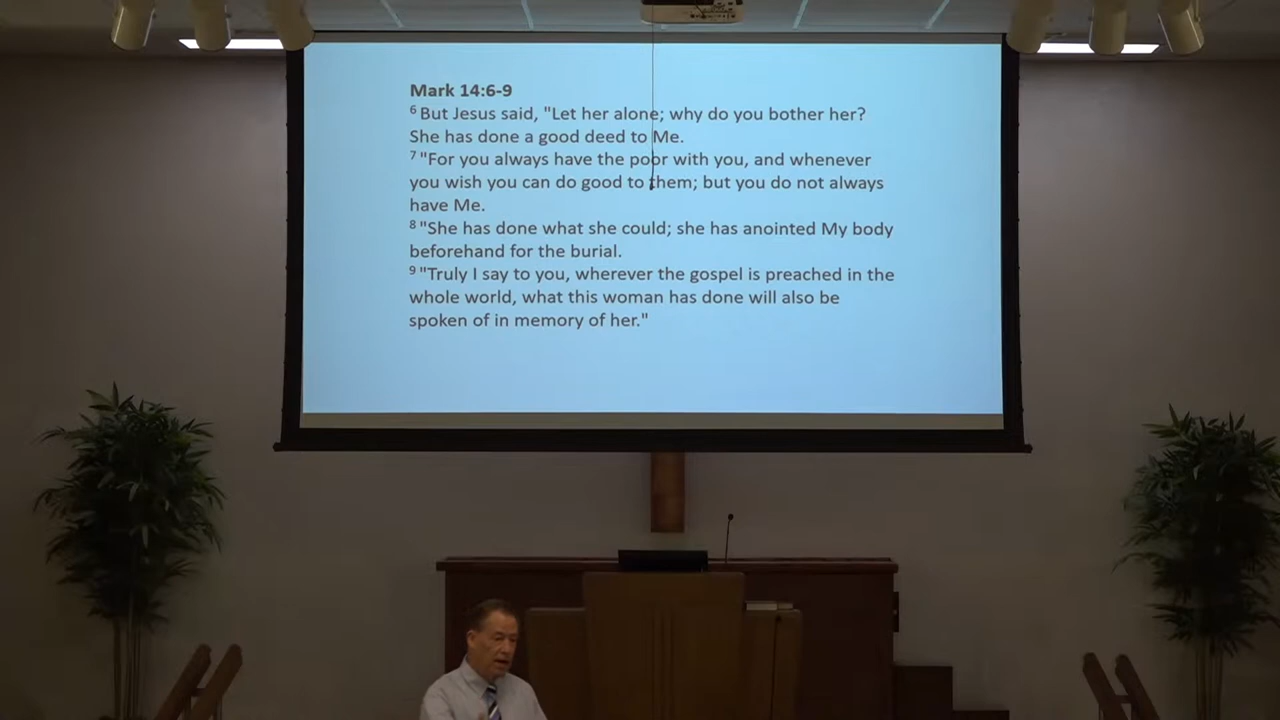 Mark 14:6-9
6 But Jesus said, "Let her alone; why do you bother her?
She has done a good deed to Me.
7 "For you always have the poor with you, and whenever
you wish you can do good to them; but you do not always
have Me.
8 "She has done what she could; she has anointed My body
beforehand for the burial.
9 "Truly I say to you, wherever the gospel is preached in the
whole world, what this woman has done will also be
spoken of in memory of her."